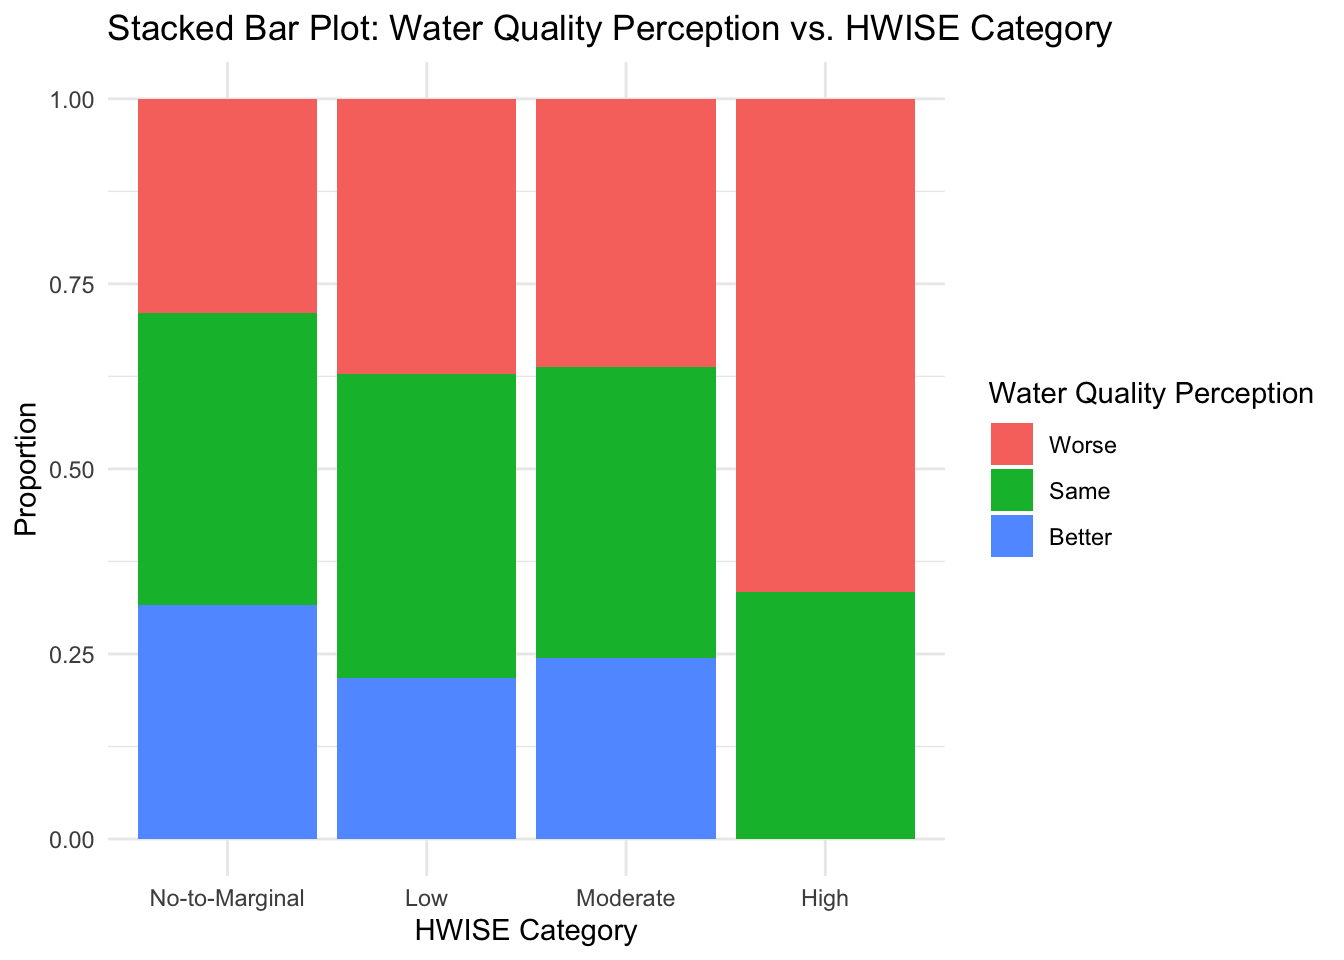 Stacked Bar Plot: Water Quality Perception vs. HWISE Category
1.00
0.75
0.50
0.25
0.00
Proportion
No-to-Marginal Low Moderate High
HWISE Category
Water Quality Perception
Worse
Same
Better